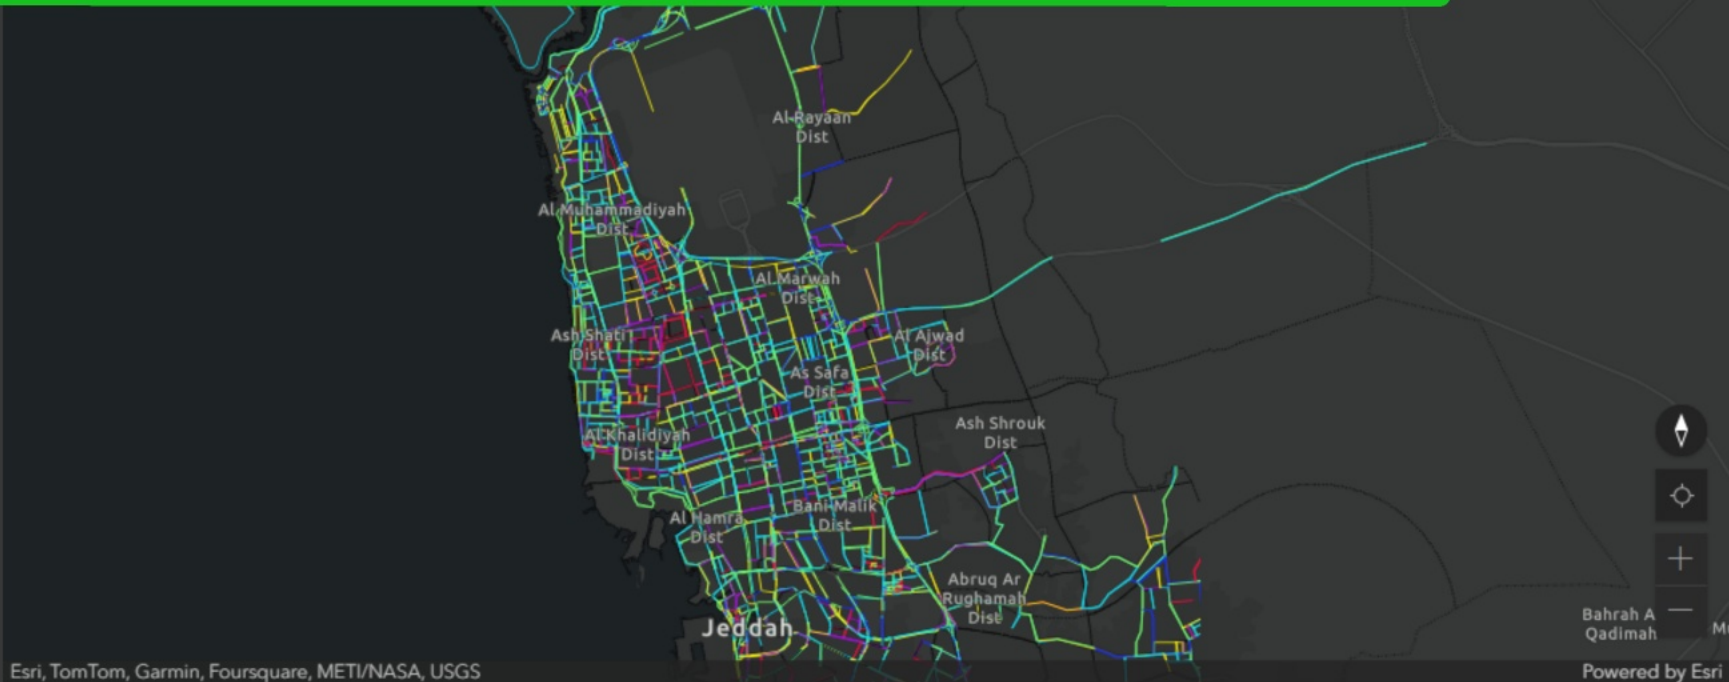 Al-Rayaan
Dist
Al Muhammadiyah
Dist
Al Marwah
Dist
Ash Shati
Dist
Al Ajwad
Dist
As Safa
Dist
Ash Shrouk
Dist
Al Khalidiyah
Dist
Bani Malik
Dist
Al Hamra
Dist
Abruq Ar
Rughamah
Dist
Jeddah
Bahrah A
Qadimah
Esri, TomTom, Garmin, Foursquare, METI/NASA, USGS
Powered by Esri